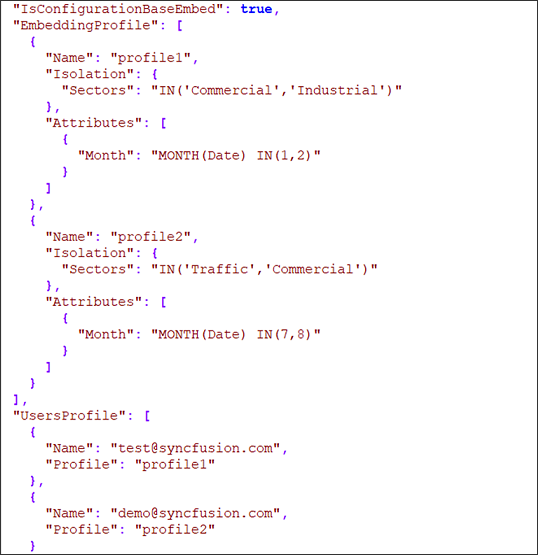 "IsConfigurationBaseEmbed": true,
"EmbeddingProfile": [
{
"Name": "profile1",
"Isolation": {
"Sectors": "IN('Commercial','Industrial')"
},
"Attributes": [
{
"Month": "MONTH(Date) IN(1,2)"
}
]
},
{
"Name": "profile2",
"Isolation": {
"Sectors": "IN('Traffic','Commercial')"
},
"Attributes": [
{
"Month": "MONTH(Date) IN(7,8)"
}
]
}
],
"UsersProfile": [
{
"Name": "test@syncfusion.com",
"Profile": "profile1"
},
{
"Name": "demo@syncfusion.com",
"Profile": "profile2"
}